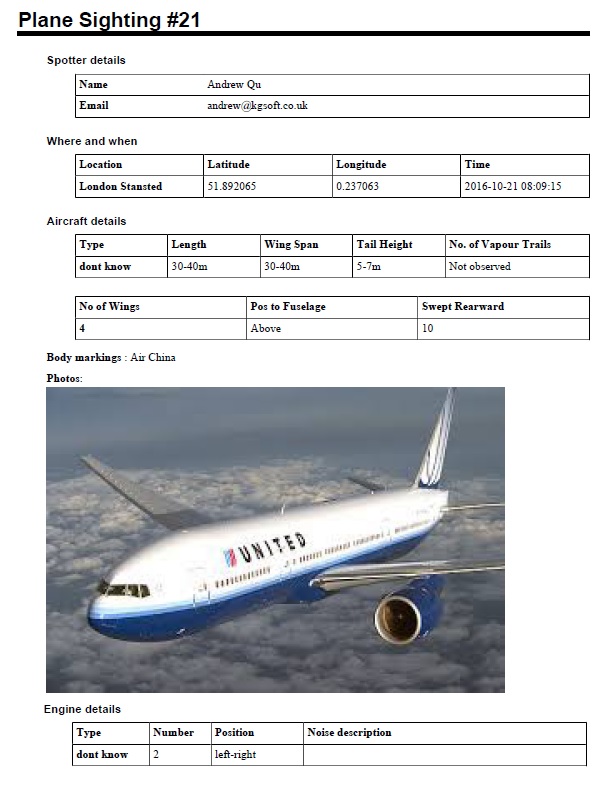 Plane Sighting #21
Spotter details
Name Andrew Qu
Email andrew@kgsoft.co.uk
Where and when
Location Latitude Longitude Time
London Stansted 51.892065 0.237063 2016-10-21 08:09:15
Aircraft details
Type Length Wing Span Tail Height No. of Vapour Trails
dont know 30-40m 30-40m 5-7m Not observed
No of Wings Pos to Fuselage Swept Rearward
4 Above 10
Body markings : Air China
Photos:
UNITED
Engine details
Type Number Position Noise description
dont know 2 left-right